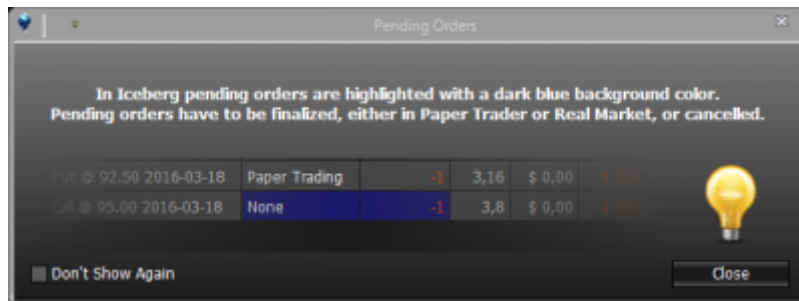 Pending Orders
In Iceberg pending orders are highlighted with a dark blue background color.
Pending orders have to be finalized, either in Paper Trader or Real Market, or cancelled.
Put @ 92.50 2016-03-18 Paper Trading -1 3,16 $ 0,00
Call @ 95.00 2016-03-18 None -1 3,8 $ 0,00
Don't Show Again
Close